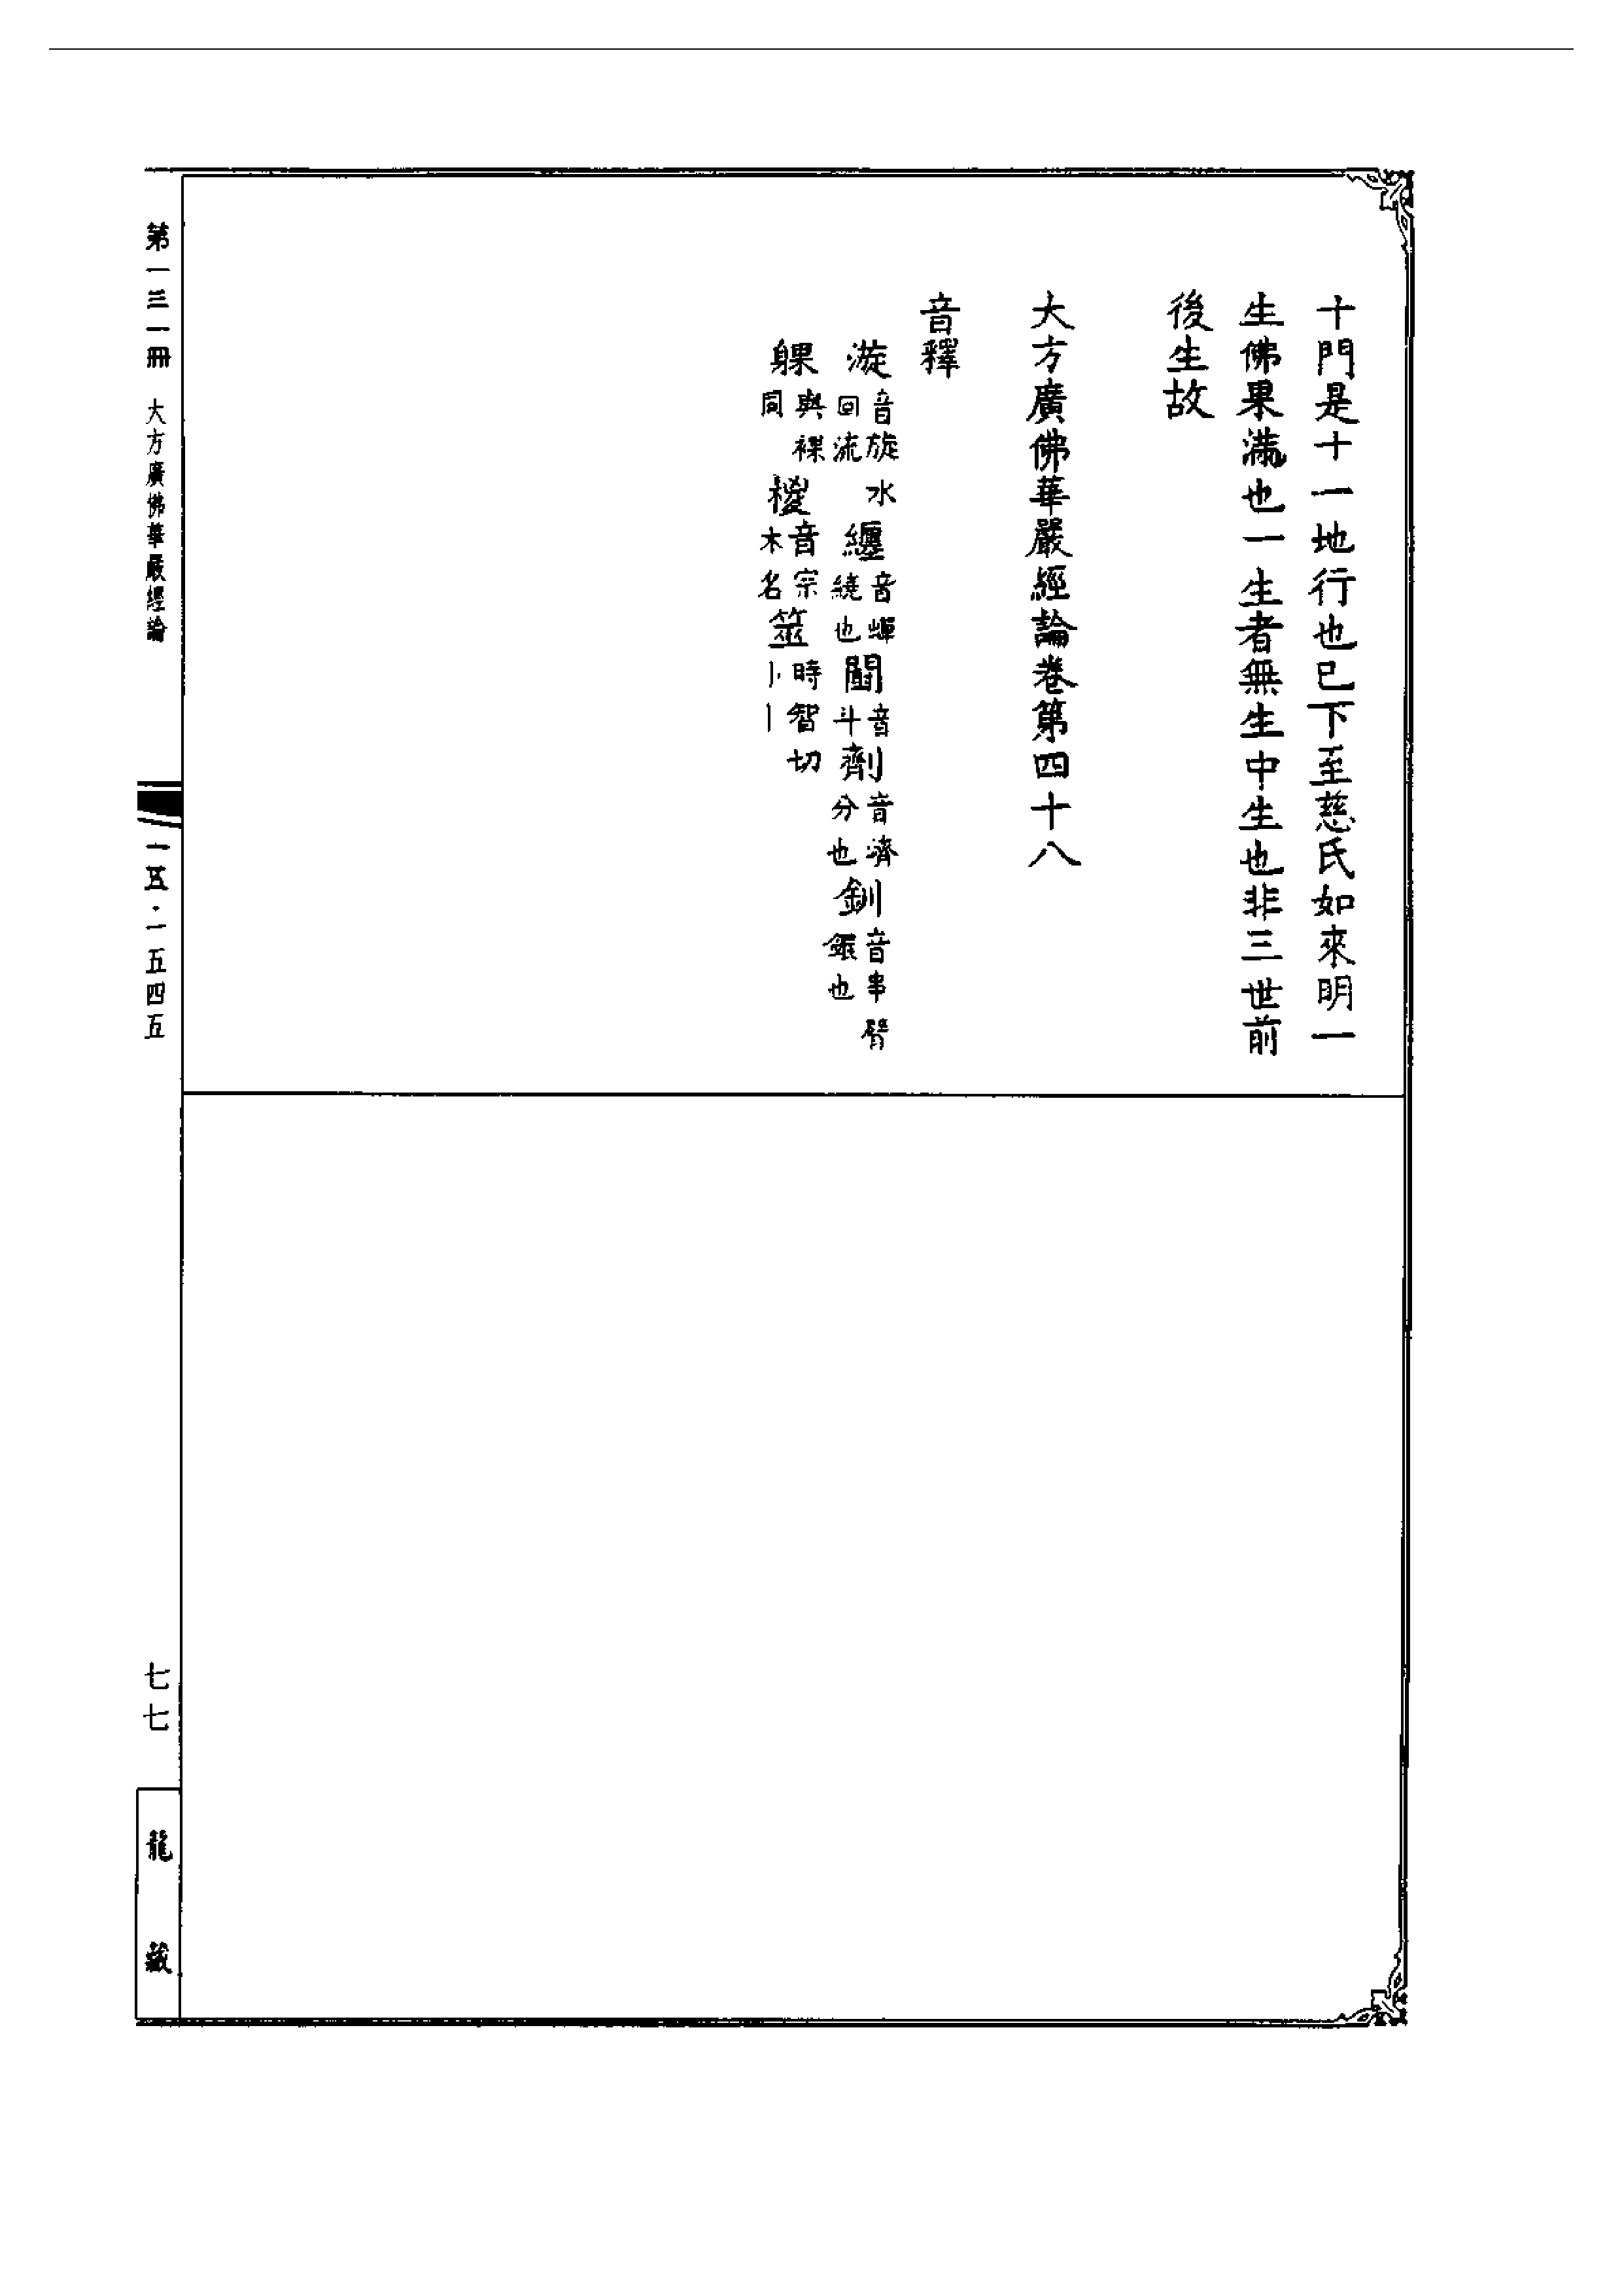 十門是十一地行也已下至慈氏如來明一
生佛果滿也一生者無生中生也非三世前
後生故
大方廣佛華嚴經論卷第四十八
音釋
漩音旋水回流 纏音蟬繞也 鬭音斗 劑音濟分也 釧音串臂鐶也
躶與裸同 椶音宗木名 筮時智切
第一三一冊 大方廣佛華嚴經論
一五五四五
七七
龍藏